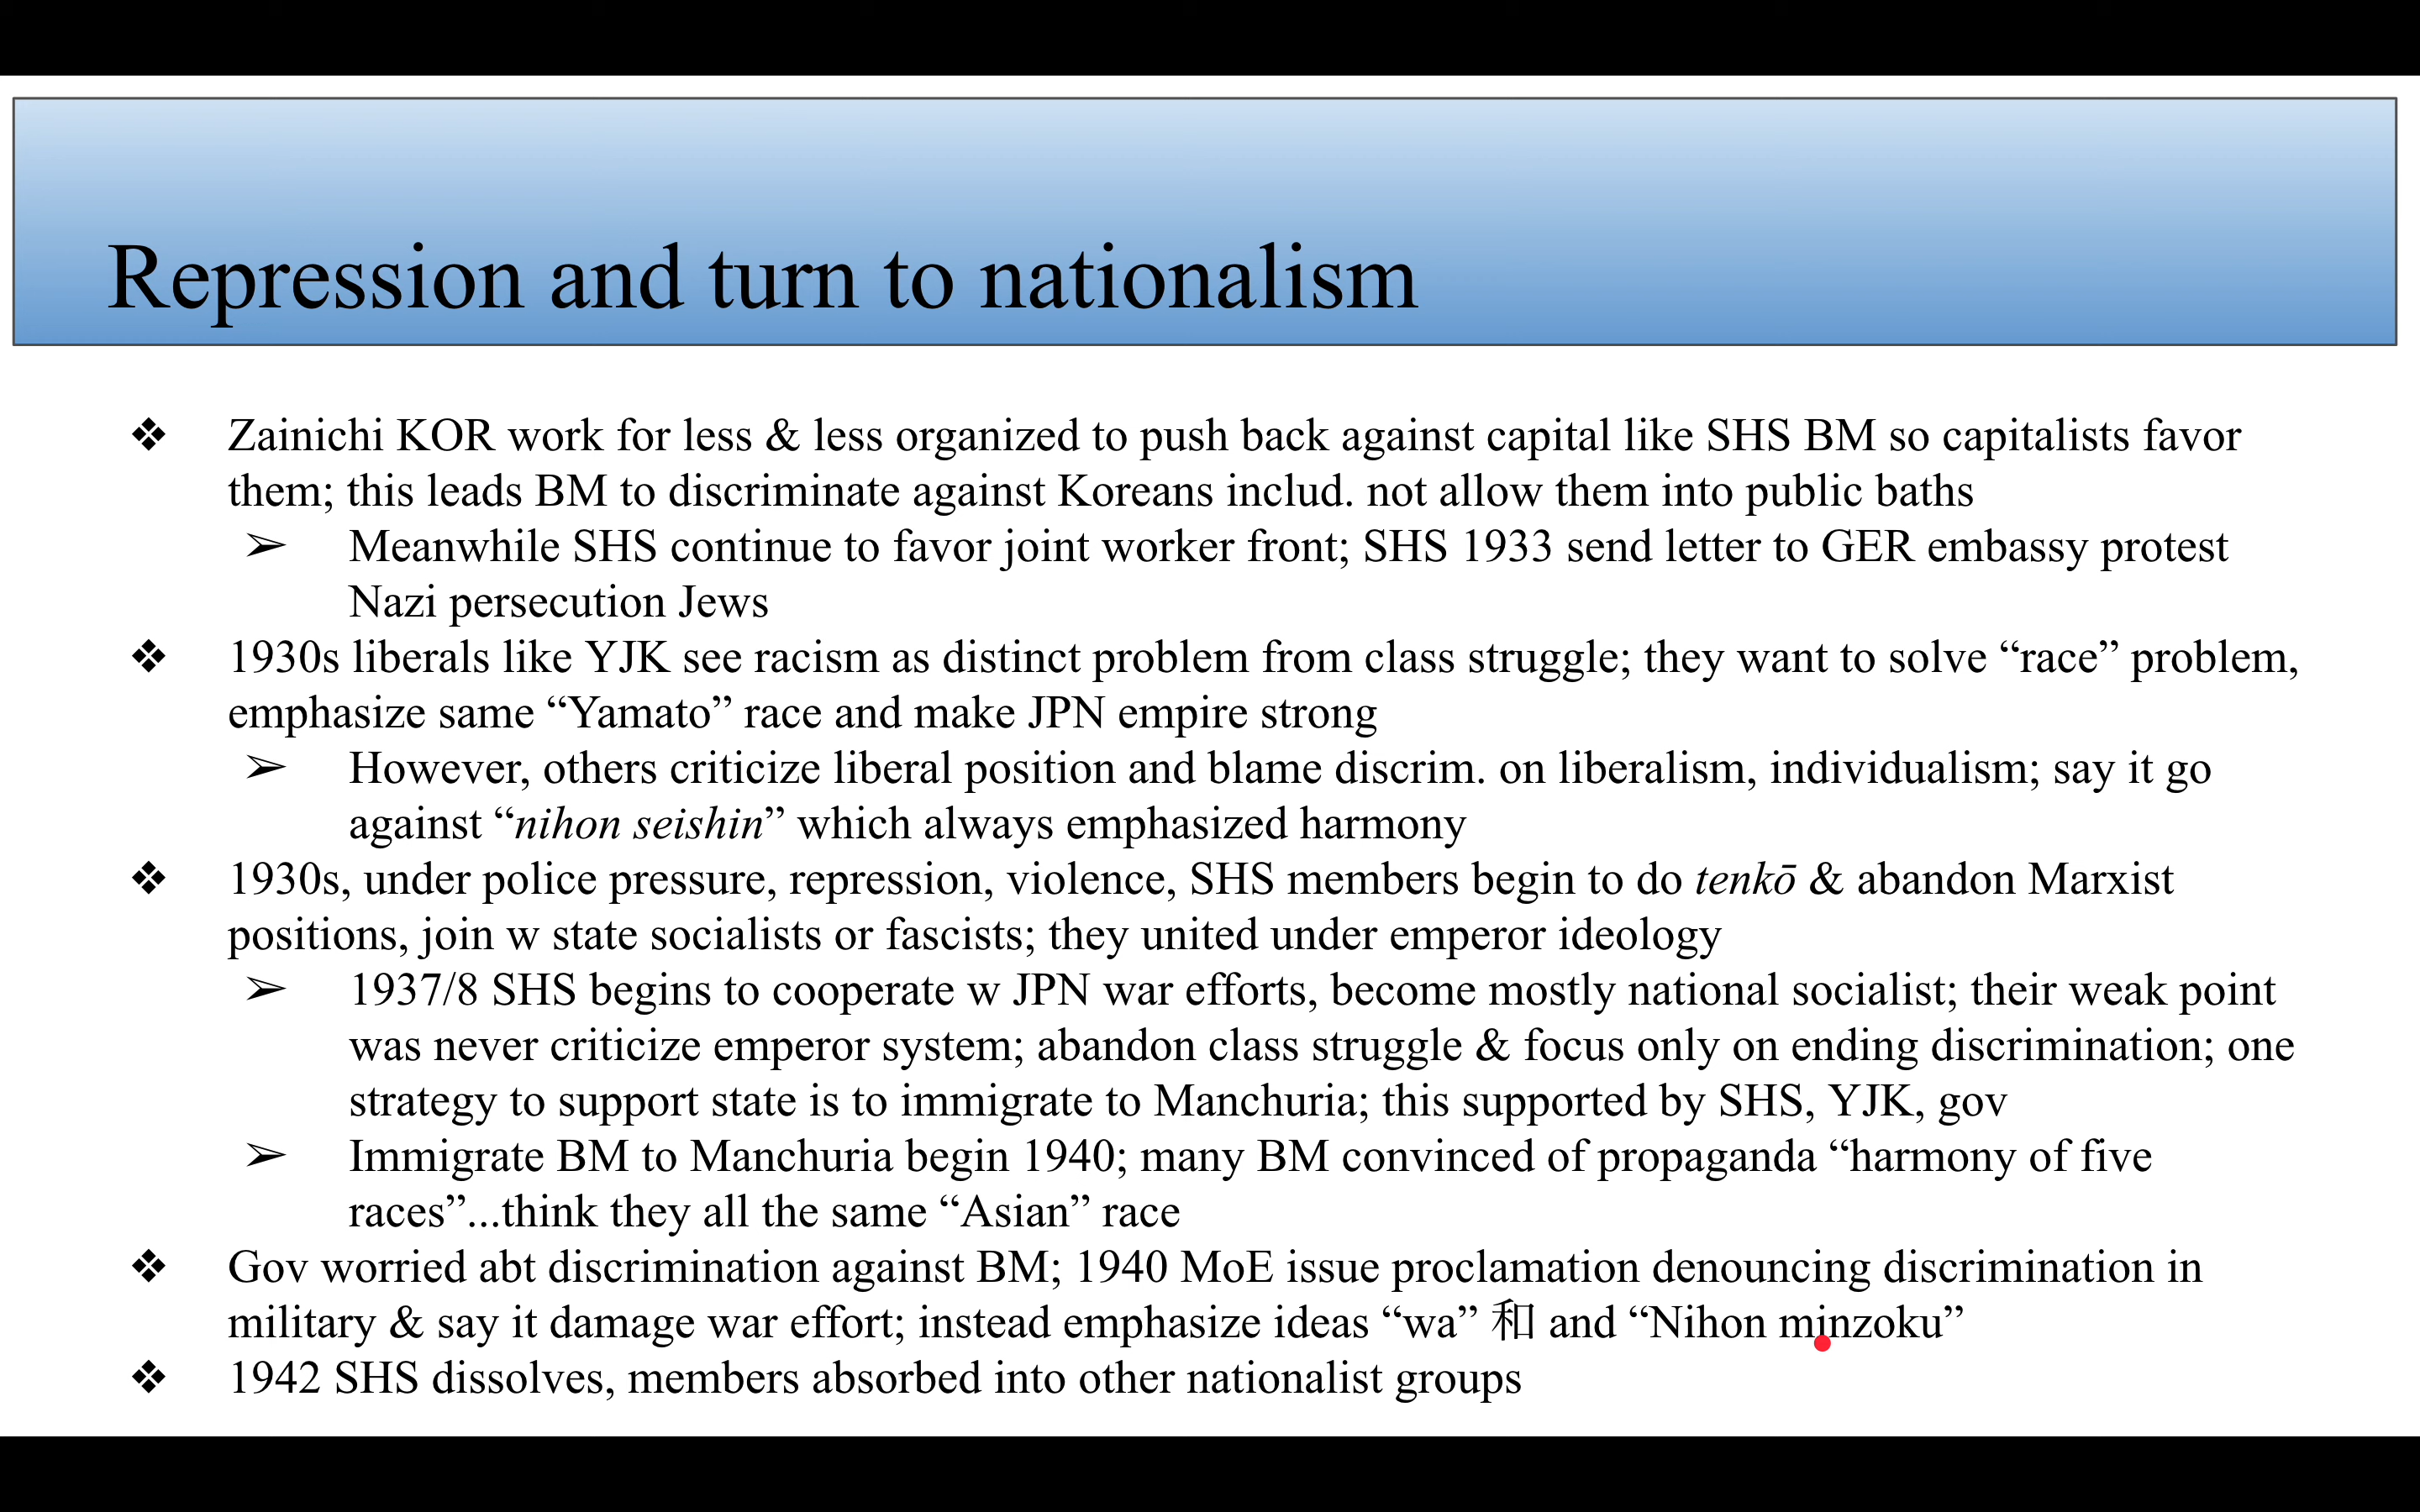 Repression and turn to nationalism
❖ Zainichi KOR work for less & less organized to push back against capital like SHS BM so capitalists favor
them; this leads BM to discriminate against Koreans includ. not allow them into public baths
➢ Meanwhile SHS continue to favor joint worker front; SHS 1933 send letter to GER embassy protest
Nazi persecution Jews
❖ 1930s liberals like YJK see racism as distinct problem from class struggle; they want to solve “race” problem,
emphasize same “Yamato” race and make JPN empire strong
➢ However, others criticize liberal position and blame discrim. on liberalism, individualism; say it go
against “nihon seishin” which always emphasized harmony
❖ 1930s, under police pressure, repression, violence, SHS members begin to do tenkō & abandon Marxist
positions, join w state socialists or fascists; they united under emperor ideology
➢ 1937/8 SHS begins to cooperate w JPN war efforts, become mostly national socialist; their weak point
was never criticize emperor system; abandon class struggle & focus only on ending discrimination; one
strategy to support state is to immigrate to Manchuria; this supported by SHS, YJK, gov
➢ Immigrate BM to Manchuria begin 1940; many BM convinced of propaganda “harmony of five
races”...think they all the same “Asian” race
❖ Gov worried abt discrimination against BM; 1940 MoE issue proclamation denouncing discrimination in
military & say it damage war effort; instead emphasize ideas “wa” 和 and “Nihon minzoku”
❖ 1942 SHS dissolves, members absorbed into other nationalist groups